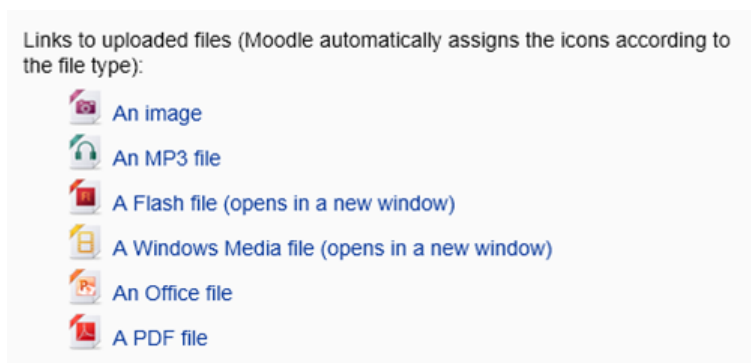 Links to uploaded files (Moodle automatically assigns the icons according to
the file type):
An image
An MP3 file
A Flash file (opens in a new window)
A Windows Media file (opens in a new window)
An Office file
A PDF file